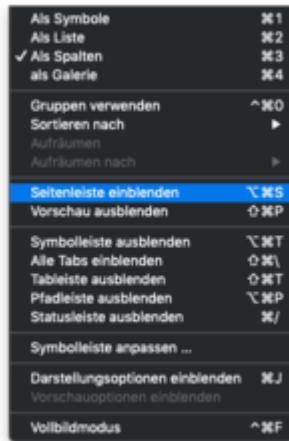 Als Symbole ⌘1
Als Liste ⌘2
✓ Als Spalten ⌘3
als Galerie ⌘4
Gruppen verwenden ^⌘0
Sortieren nach ▶
Aufräumen
Aufräumen nach ▶
Seitenleiste einblenden ⌥⌘S
Vorschau ausblenden ⇧⌘P
Symbolleiste ausblenden ⌥⌘T
Alle Tabs einblenden ⇧⌘\
Tableiste ausblenden ⇧⌘T
Pfadleiste ausblenden ⌥⌘P
Statusleiste ausblenden ⌘/
Symbolleiste anpassen ...
Darstellungsoptionen einblenden ⌘J
Vorschauoptionen einblenden
Vollbildmodus ^⌘F